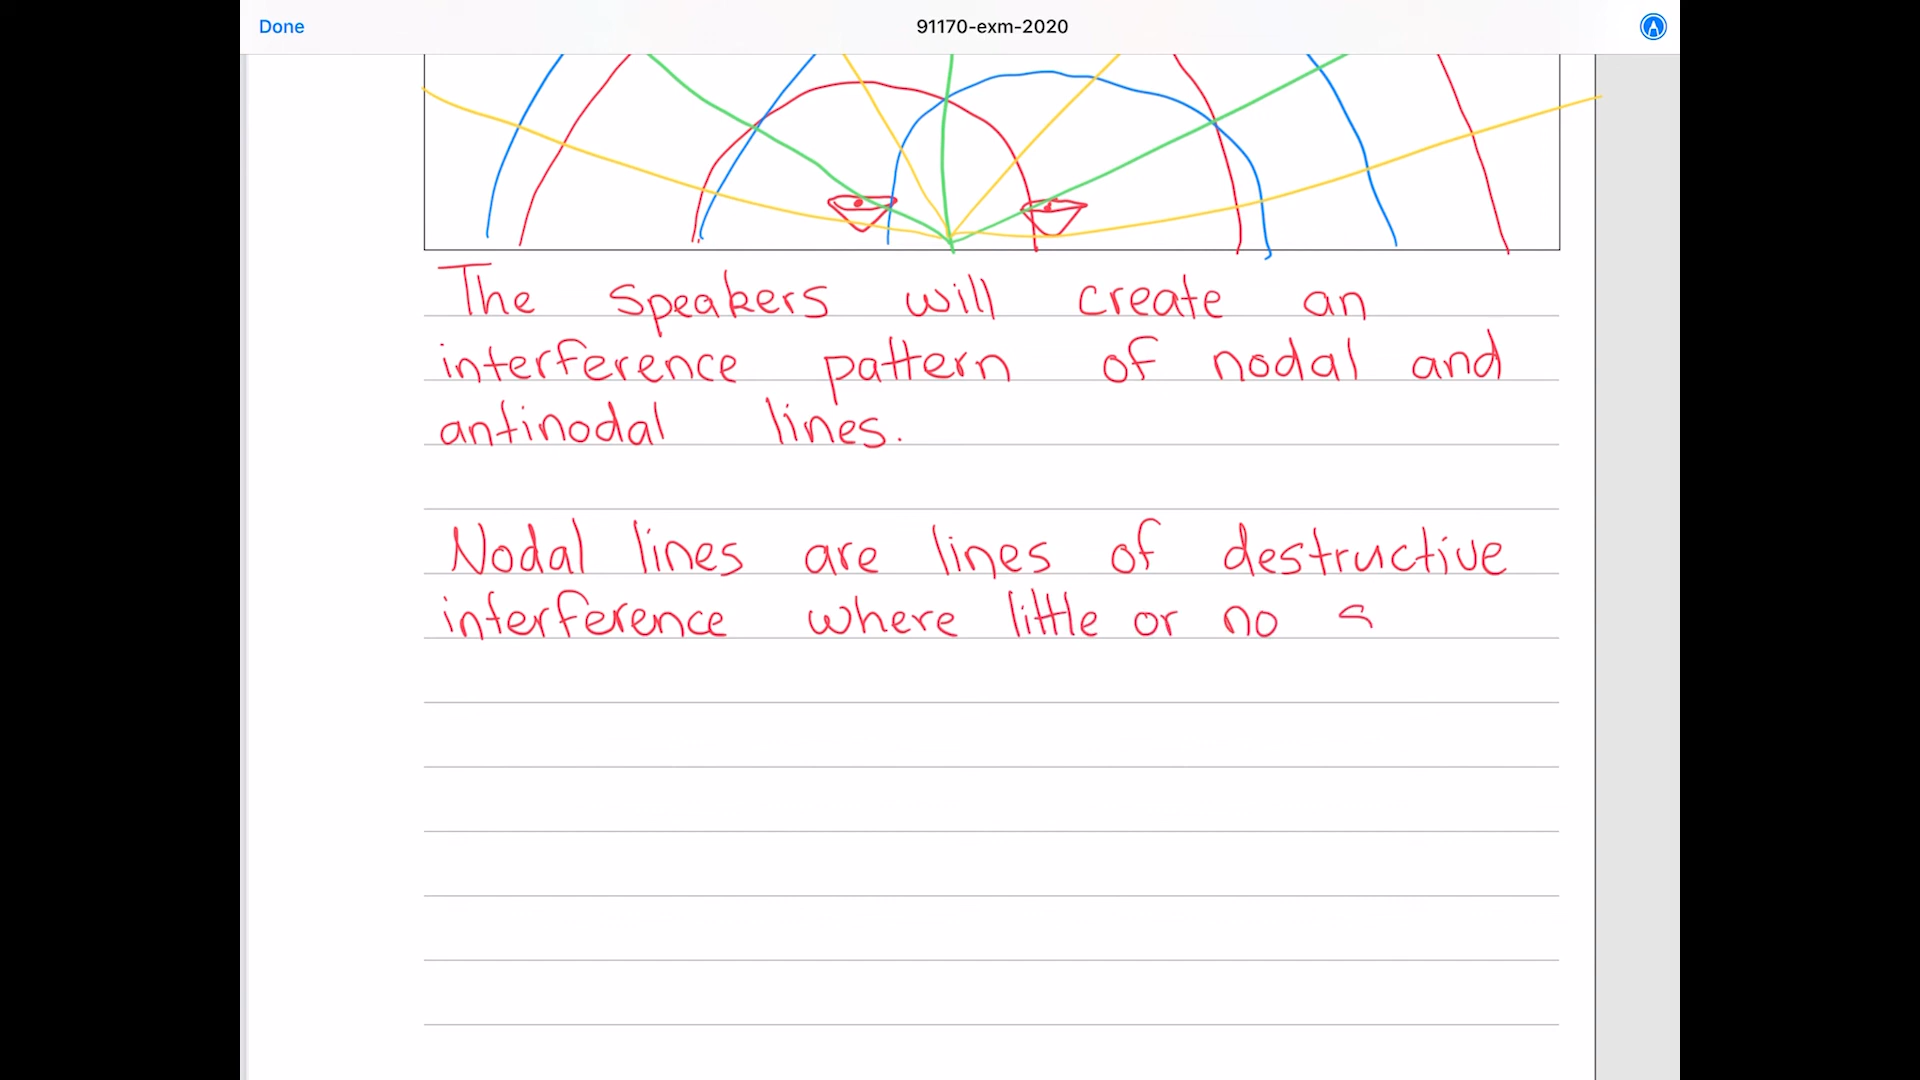 Done
91170-exm-2020
The speakers will create an
interference pattern of nodal and
antinodal lines.
Nodal lines are lines of destructive
interference where little or no s